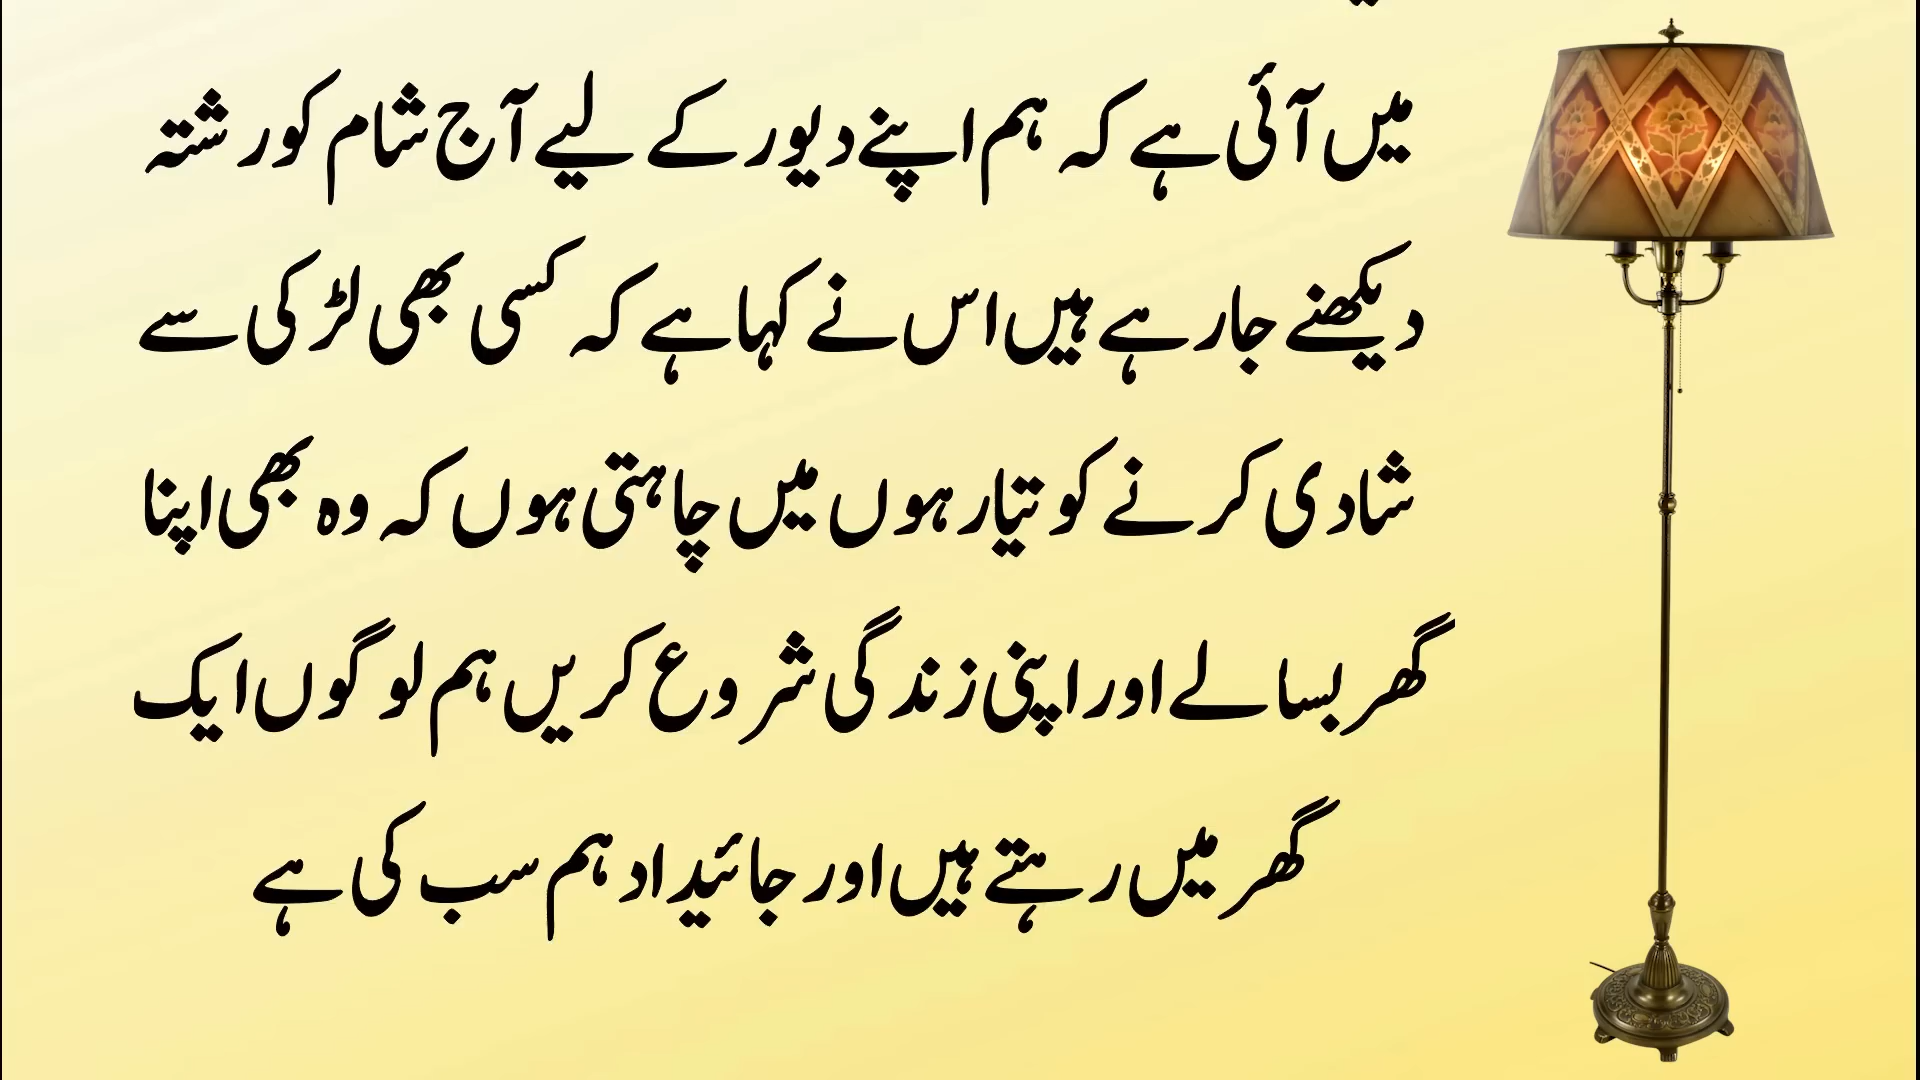 میں آئی ہے کہ ہم اپنے دیور کے لیے آج شام کو رشتہ
دیکھنے جا رہے ہیں اس نے کہا ہے کہ کسی بھی لڑکی سے
شادی کرنے کو تیار ہوں میں چاہتی ہوں کہ وہ بھی اپنا
گھر بسا لے اور اپنی زندگی شروع کریں ہم لوگوں ایک
گھر میں رہتے ہیں اور جائیداد ہم سب کی ہے